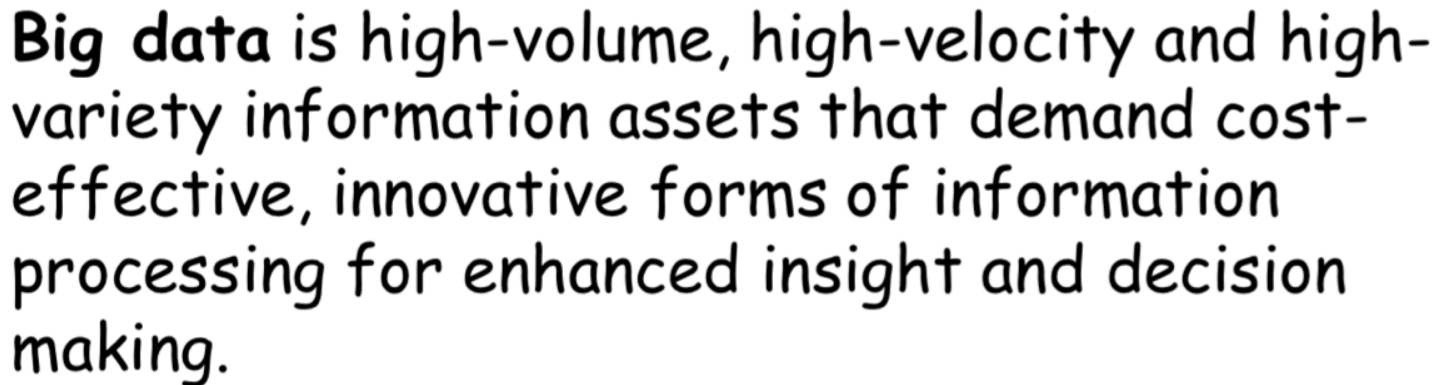 Big data is high-volume, high-velocity and high-
variety information assets that demand cost-
effective, innovative forms of information
processing for enhanced insight and decision
making.